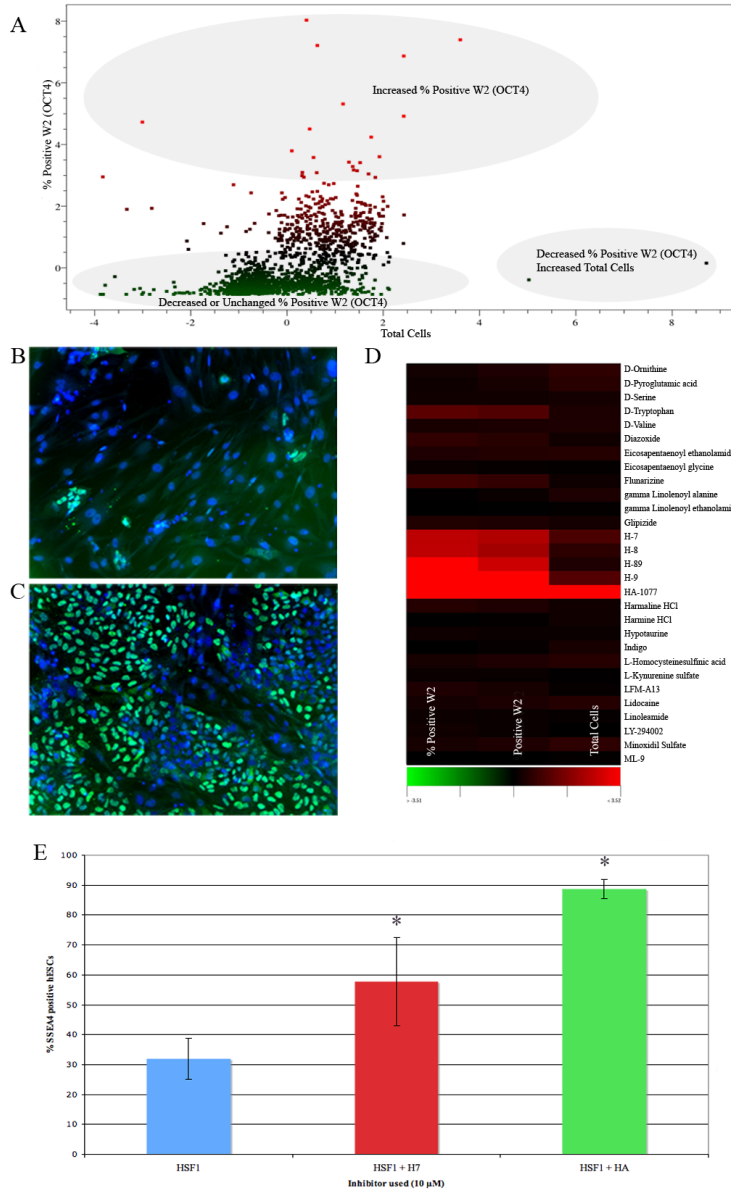 A
% Positive W2 (OCT4)
8
6
4
2
0
Increased % Positive W2 (OCT4)
Decreased % Positive W2 (OCT4)
Increased Total Cells
Decreased or Unchanged % Positive W2 (OCT4)
-4
-2
0
2
4
6
8
Total Cells
B
C
D
D-Ornithine
D-Pyroglutamic acid
D-Serine
D-Tryptophan
D-Valine
Diazoxide
Eicosapentaenoyl ethanolamid
Eicosapentaenoyl glycine
Flunarizine
gamma Linolenoyl alanine
gamma Linolenoyl ethanolami
Glipizide
H-7
H-8
H-89
H-9
HA-1077
Harmaline HCl
Harmine HCl
Hypotaurine
Indigo
L-Homocysteinesulfinic acid
L-Kynurenine sulfate
LFM-A13
Lidocaine
Linoleamide
LY-294002
Minoxidil Sulfate
ML-9
% Positive W2
Positive W2
Total Cells
E
% SSEA4 positive hESCs
100
90
80
70
60
50
40
30
20
10
0
*
*
HSF1
HSF1 + H7
HSF1 + HA
Inhibitor used (10 µM)